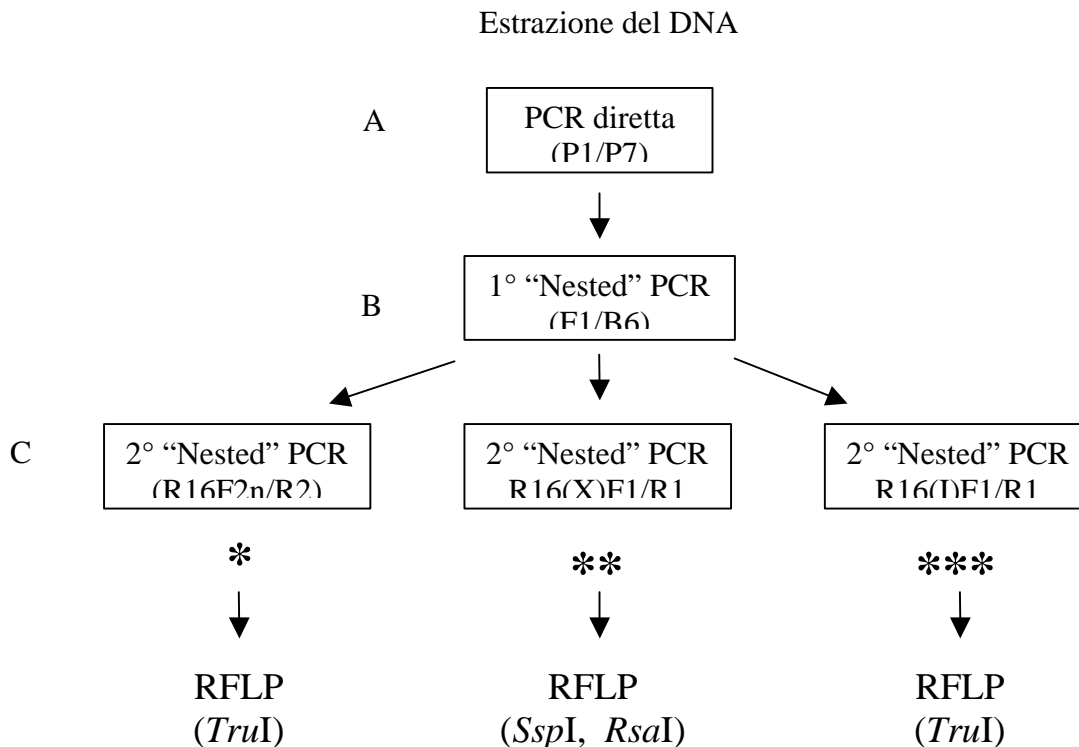 Estrazione del DNA
A
PCR diretta
(P1/P7)
B
1° “Nested” PCR
(F1/B6)
C
2° “Nested” PCR
(R16F2n/R2)
2° “Nested” PCR
R16(X)F1/R1
2° “Nested” PCR
R16(I)F1/R1
*
**
***
RFLP
(TruI)
RFLP
(SspI, RsaI)
RFLP
(TruI)